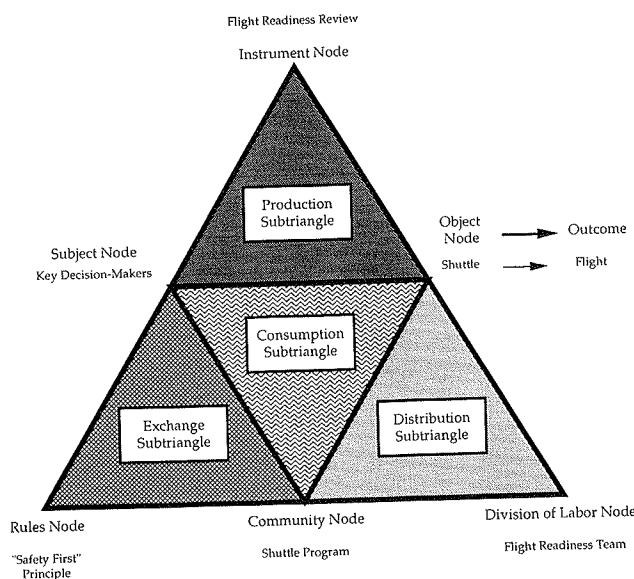 Flight Readiness Review
Instrument Node
Production
Subtriangle
Subject Node
Key Decision-Makers
Object
Node
Outcome
Shuttle
Flight
Consumption
Subtriangle
Exchange
Subtriangle
Distribution
Subtriangle
Rules Node
Community Node
Division of Labor Node
"Safety First"
Principle
Shuttle Program
Flight Readiness Team